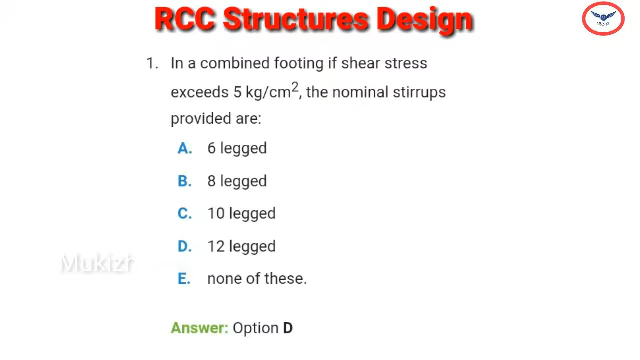 RCC Structures Design
1. In a combined footing if shear stress
exceeds 5 kg/cm², the nominal stirrups
provided are:
A. 6 legged
B. 8 legged
C. 10 legged
D. 12 legged
E. none of these.
Mukizh
Answer: Option D